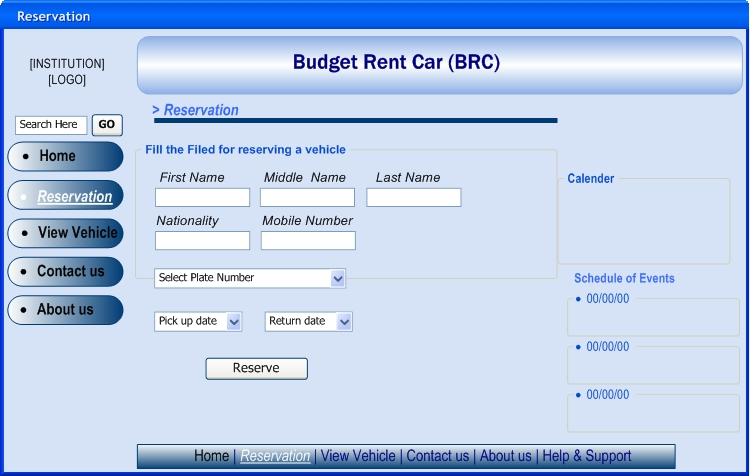 Reservation
[INSTITUTION]
[LOGO]
Budget Rent Car (BRC)
Search Here GO
> Reservation
Home
Reservation
View Vehicle
Contact us
About us
Fill the Filed for reserving a vehicle
First Name Middle Name Last Name
Nationality Mobile Number
Select Plate Number
Pick up date Return date
Reserve
Calender
Schedule of Events
00/00/00
00/00/00
00/00/00
Home | Reservation | View Vehicle | Contact us | About us | Help & Support